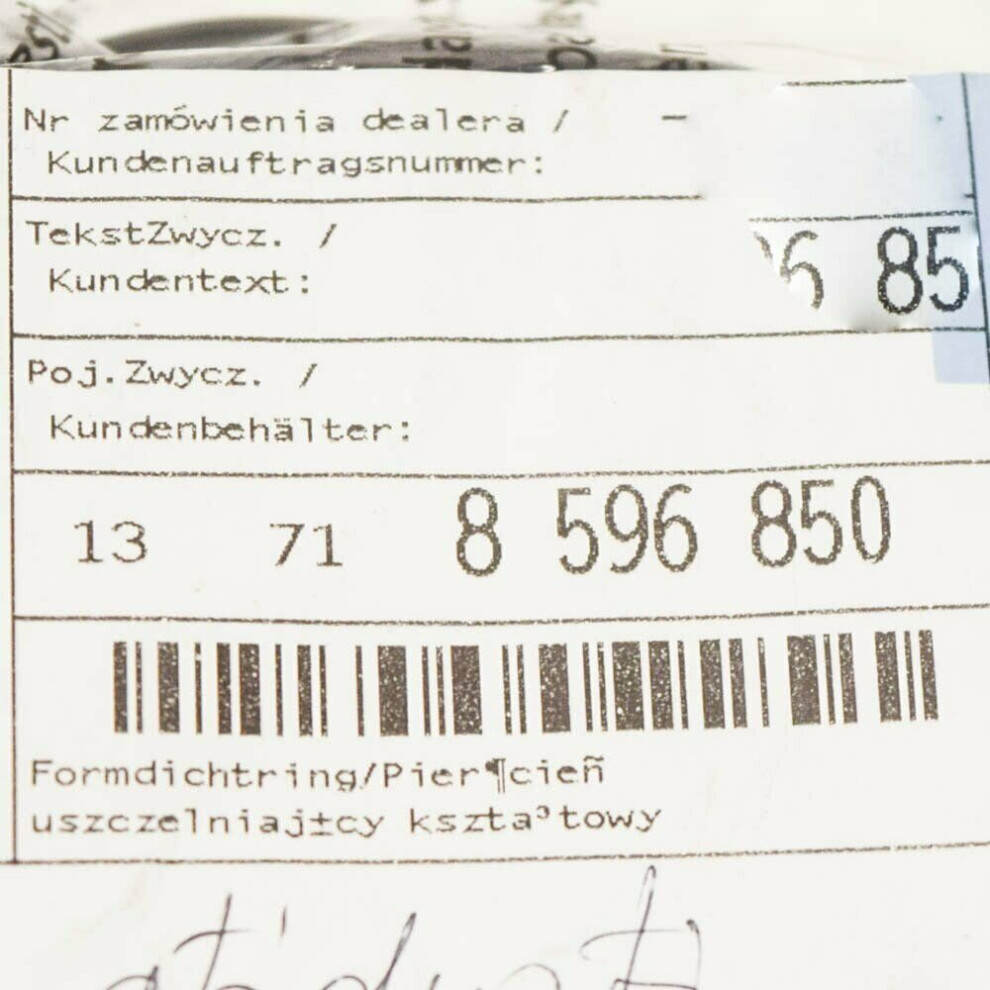 Nr zamówienia dealera / -
Kundenauftragsnummer:
TekstZwycz. /
Kundentext:
6 85
Poj.Zwycz. /
Kundenbehälter:
13 71 8 596 850
Formdichtring/Pier¶cieñ
uszczelniaj±cy kszta³towy